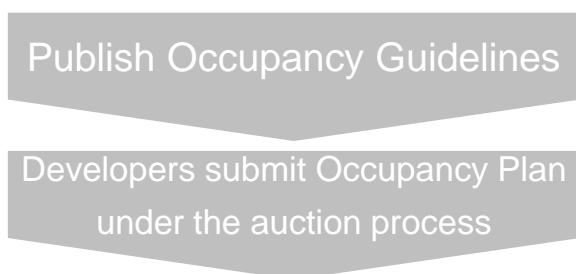 Publish Occupancy Guidelines
Developers submit Occupancy Plan
under the auction process